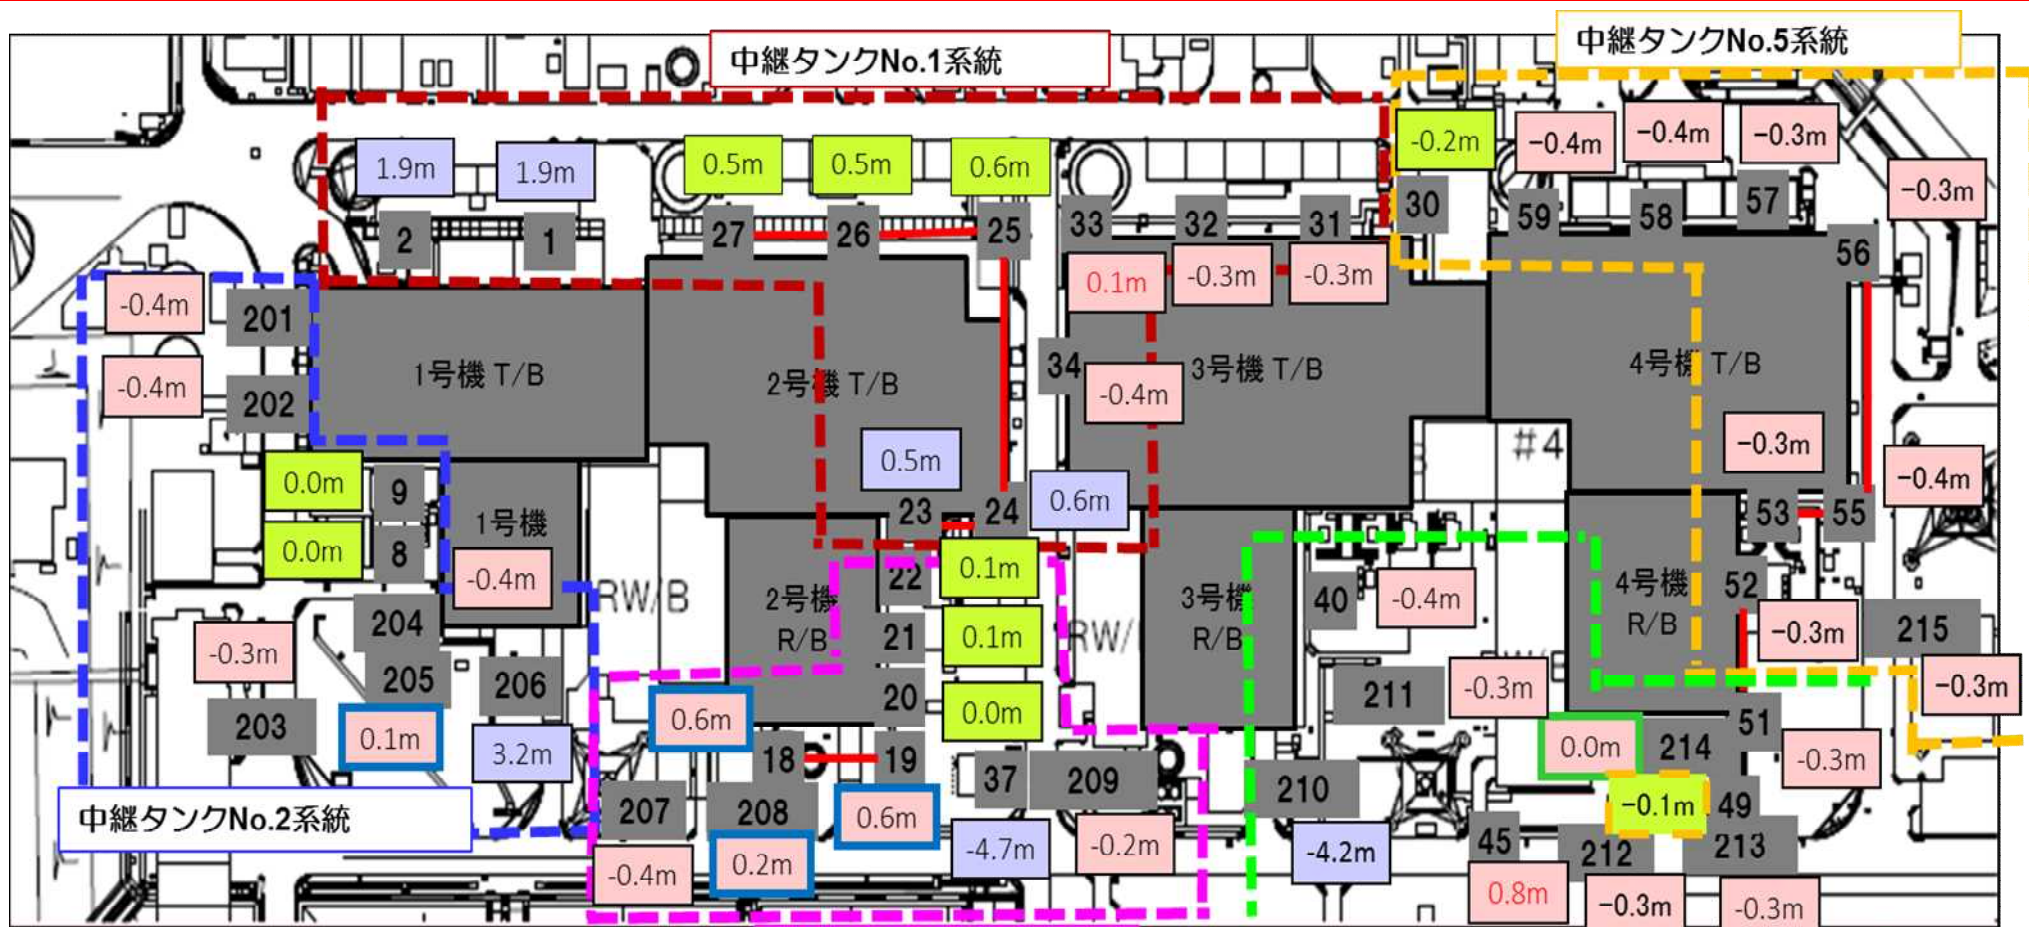 中継タンクNo.1系統
中継タンクNo.5系統
1.9m
1.9m
0.5m
0.5m
0.6m
-0.2m
-0.4m
-0.4m
-0.3m
-0.3m
2
1
27
26
25
33
32
31
30
59
58
57
56
-0.4m
201
0.1m
-0.3m
-0.3m
-0.4m
202
1号機 T/B
2号機 T/B
34
-0.4m
3号機 T/B
4号機 T/B
0.5m
#4
-0.3m
-0.4m
0.0m
9
1号機
23
24
0.6m
53
55
0.0m
8
-0.4m
RW/B
2号機
R/B
22
0.1m
3号機
R/B
40
-0.4m
4号機
R/B
52
204
21
0.1m
RW/
-0.3m
215
-0.3m
205
206
20
0.0m
211
-0.3m
-0.3m
203
0.1m
3.2m
0.6m
18
19
37
209
210
0.0m
214
51
-0.3m
中継タンクNo.2系統
207
208
0.6m
-0.1m
49
-0.4m
0.2m
-4.7m
-0.2m
-4.2m
45
212
213
0.8m
-0.3m
-0.3m